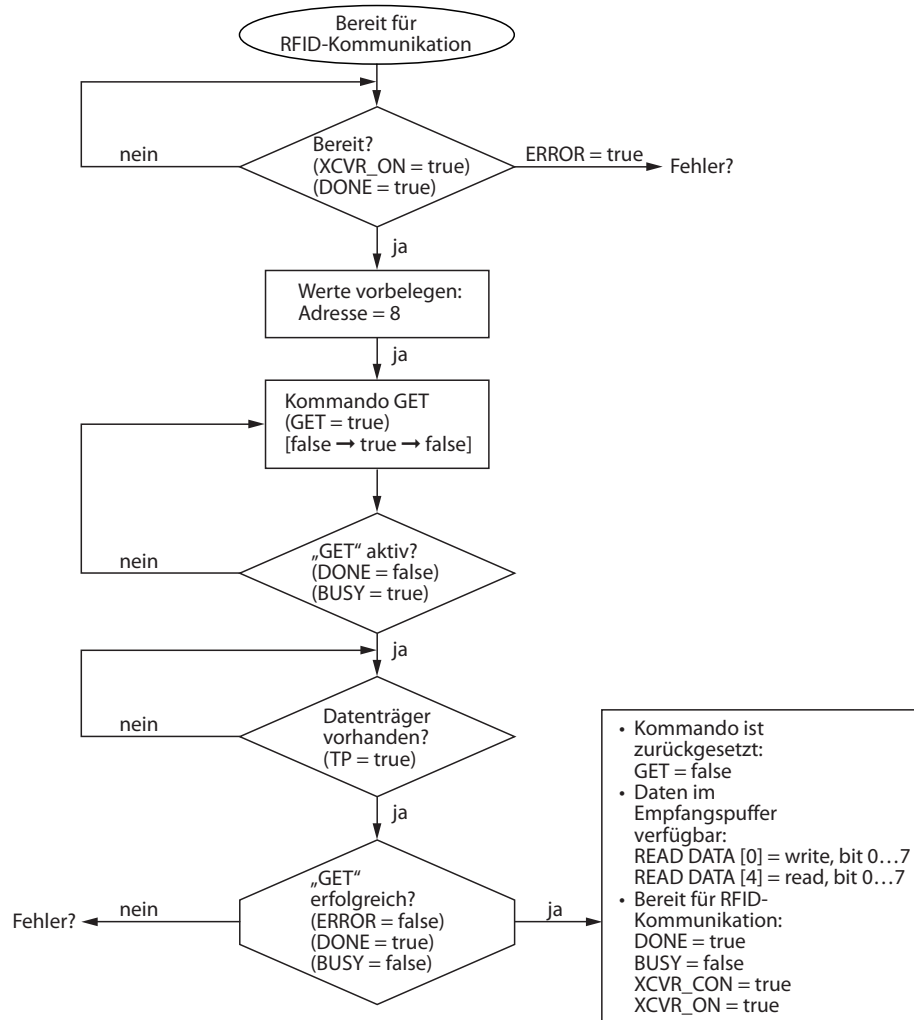 Bereit für
RFID-Kommunikation
nein
Bereit?
(XCVR_ON = true)
(DONE = true)
ERROR = true
Fehler?
ja
Werte vorbelegen:
Adresse = 8
ja
Kommando GET
(GET = true)
[false → true → false]
nein
„GET“ aktiv?
(DONE = false)
(BUSY = true)
ja
nein
Datenträger
vorhanden?
(TP = true)
ja
Fehler?
nein
„GET“
erfolgreich?
(ERROR = false)
(DONE = true)
(BUSY = false)
ja
• Kommando ist
zurückgesetzt:
GET = false
• Daten im
Empfangspuffer
verfügbar:
READ DATA [0] = write, bit 0…7
READ DATA [4] = read, bit 0…7
• Bereit für RFID-
Kommunikation:
DONE = true
BUSY = false
XCVR_CON = true
XCVR_ON = true